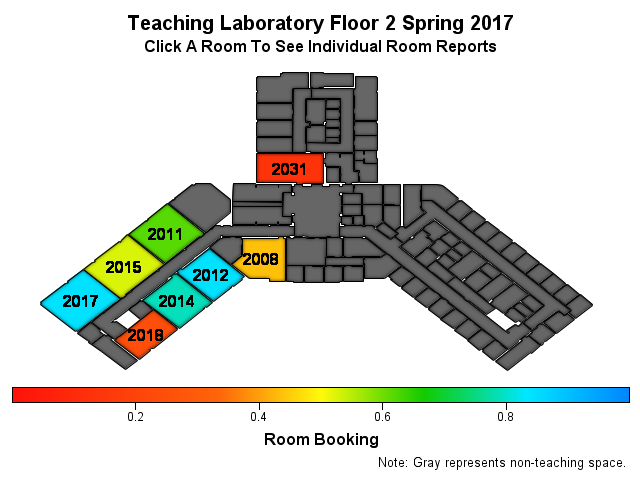 Teaching Laboratory Floor 2 Spring 2017
Click A Room To See Individual Room Reports
2031
2011
2015
2008
2012
2017
2014
2018
0.2 0.4 0.6 0.8
Room Booking
Note: Gray represents non-teaching space.